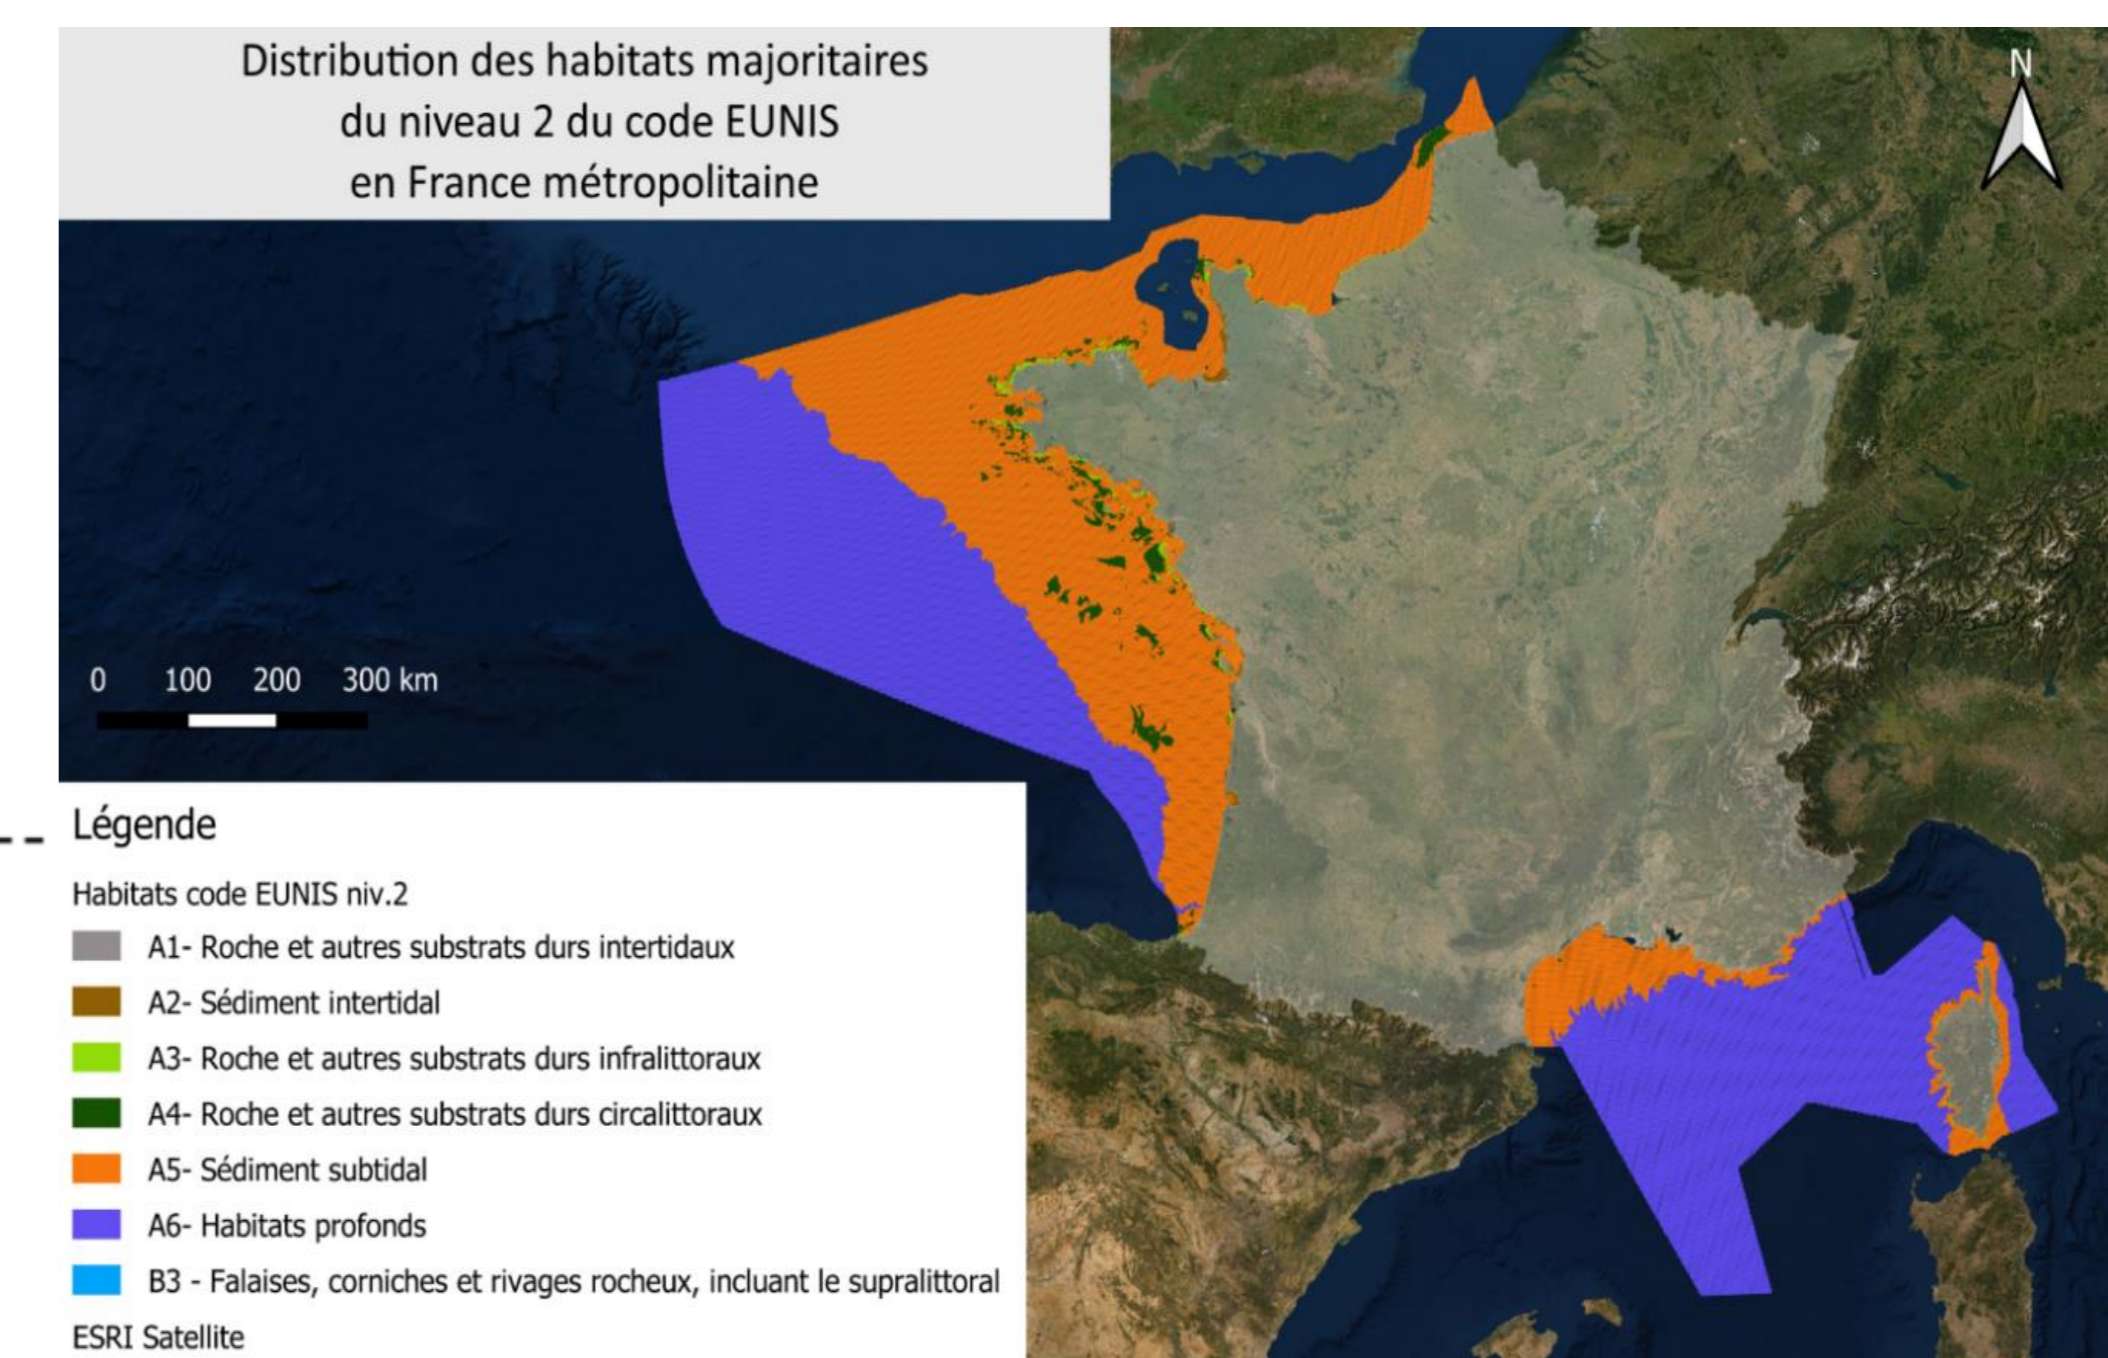 Distribution des habitats majoritaires
du niveau 2 du code EUNIS
en France métropolitaine
N
0 100 200 300 km
Légende
Habitats code EUNIS niv.2
A1- Roche et autres substrats durs intertidaux
A2- Sédiment intertidal
A3- Roche et autres substrats durs infralittoraux
A4- Roche et autres substrats durs circalittoraux
A5- Sédiment subtidal
A6- Habitats profonds
B3 - Falaises, corniches et rivages rocheux, incluant le supralittoral
ESRI Satellite